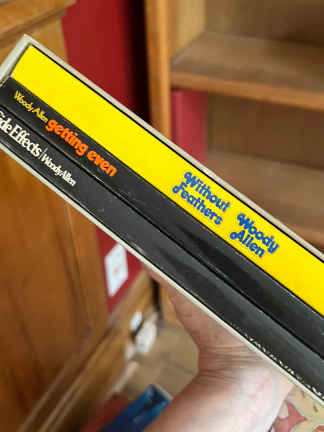 Without
Feathers
Woody
Allen
Woody Allen getting even
Side Effects/Woody Allen